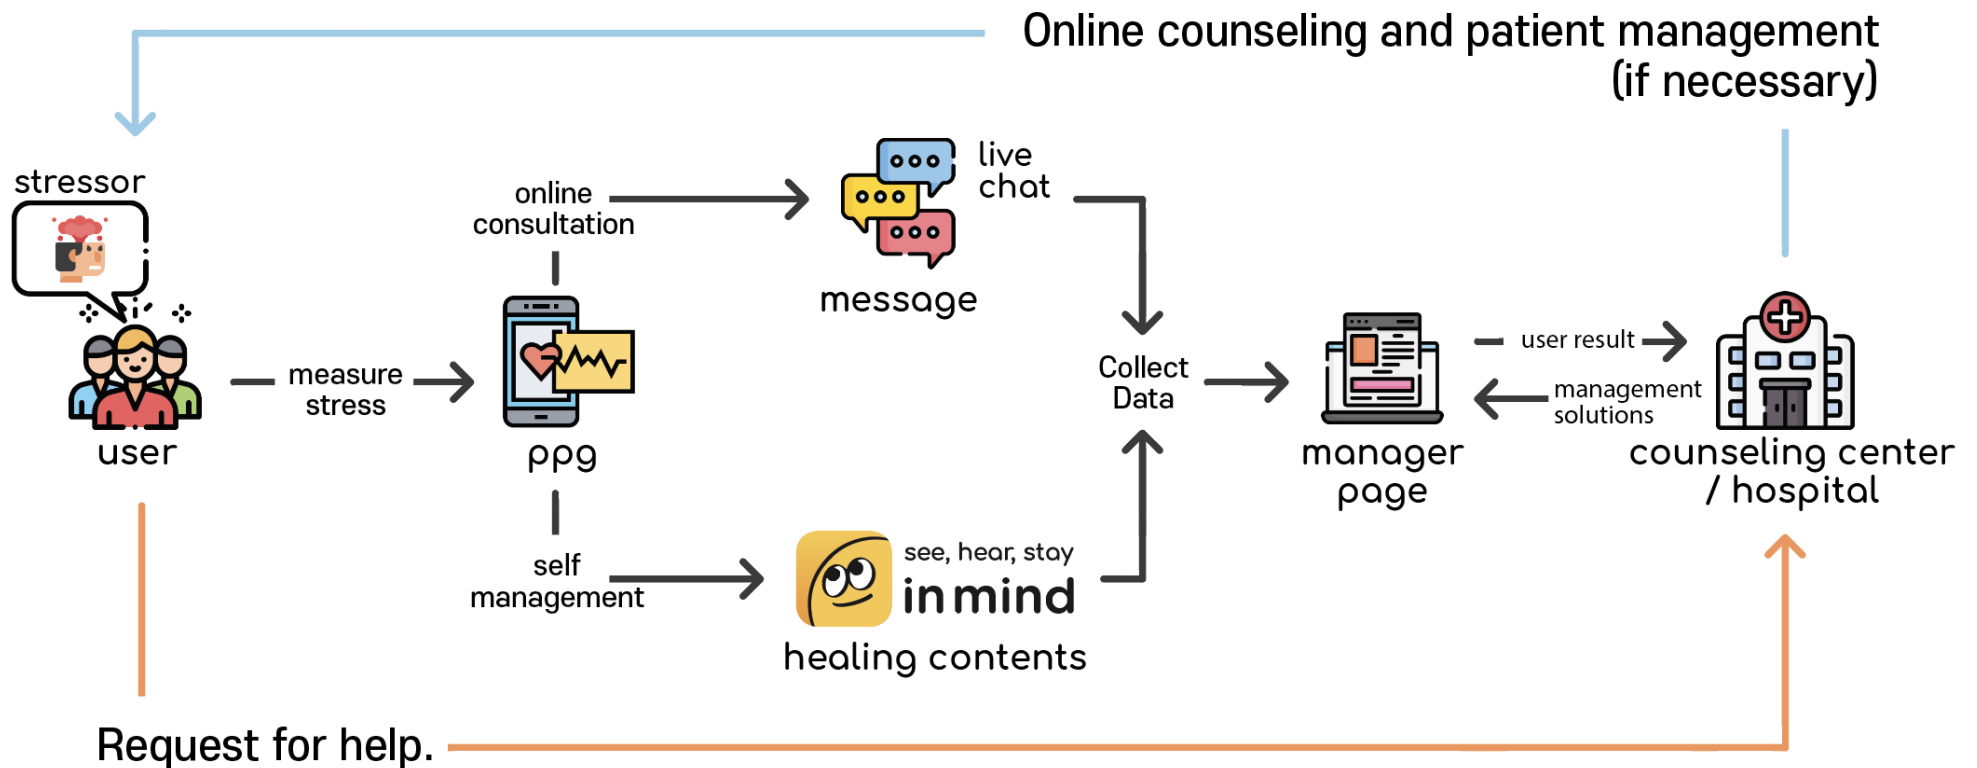 Online counseling and patient management
(if necessary)
stressor
online
consultation
live
chat
message
measure
stress
user
ppg
Collect
Data
user result
management
solutions
manager
page
counseling center
/ hospital
self
management
see, hear, stay
in mind
healing contents
Request for help.